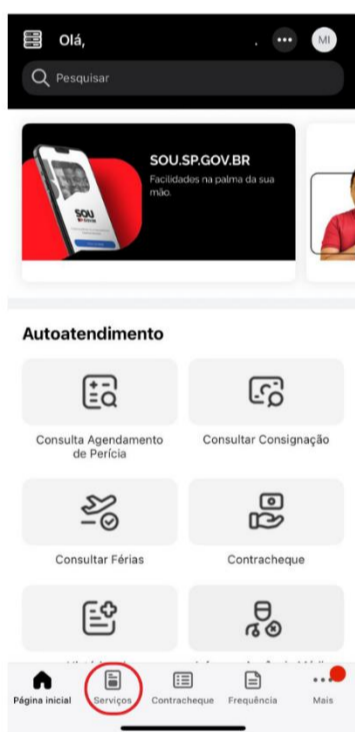 Olá,
MI
Pesquisar
SOU.SP.GOV.BR
Facilidades na palma da sua
mão.
SOU
Autoatendimento
Consulta Agendamento
de Perícia
Consultar Consignação
Consultar Férias
Contracheque
Página inicial
Serviços
Contracheque
Frequência
Mais